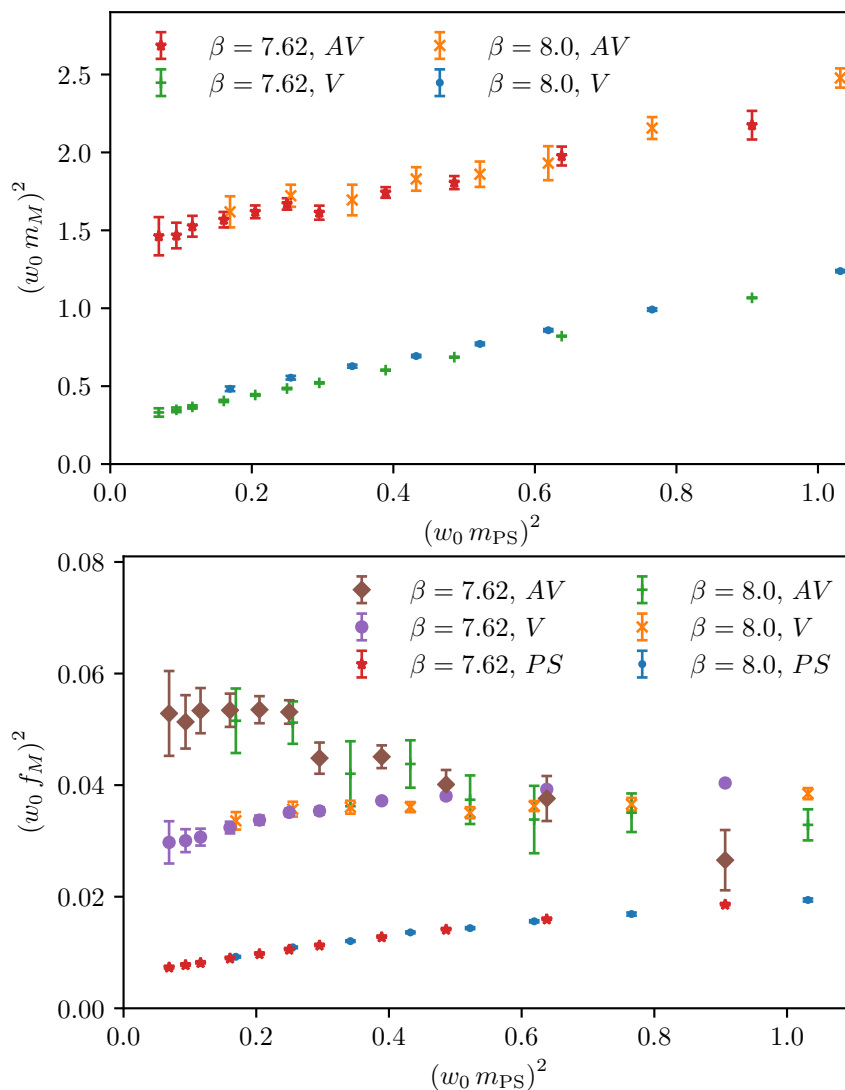 2.5
2.0
1.5
1.0
0.5
0.0
(w₀ m_M)²
β = 7.62, AV
β = 7.62, V
β = 8.0, AV
β = 8.0, V
0.0 0.2 0.4 0.6 0.8 1.0
(w₀ m_PS)²
0.08
0.06
0.04
0.02
0.00
(w₀ f_M)²
β = 7.62, AV
β = 7.62, V
β = 7.62, PS
β = 8.0, AV
β = 8.0, V
β = 8.0, PS
0.0 0.2 0.4 0.6 0.8 1.0
(w₀ m_PS)²